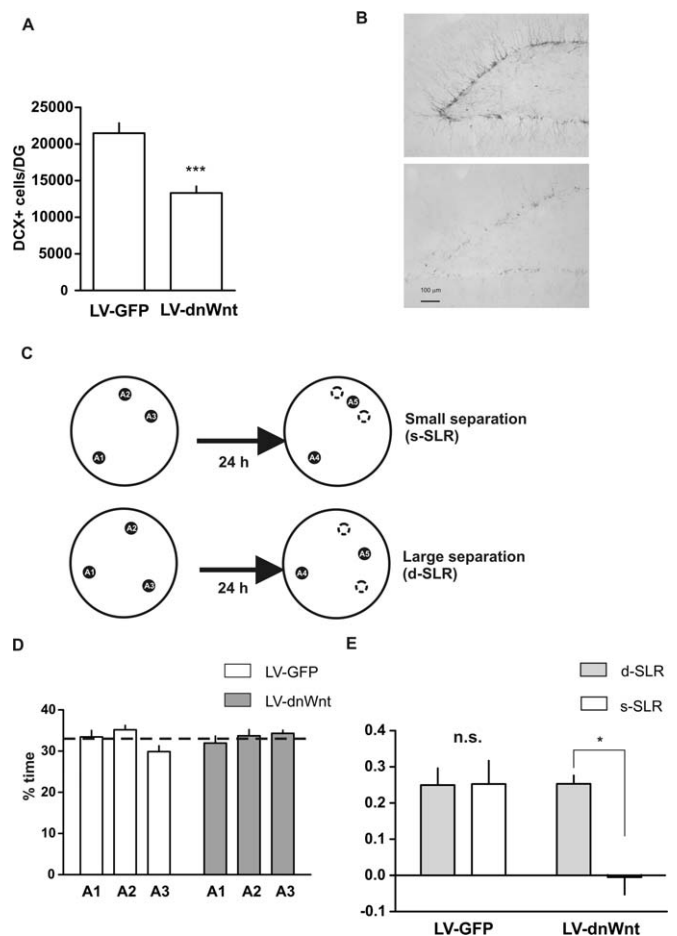 A
DCX+ cells/DG
25000
20000
15000
10000
5000
0
***
LV-GFP LV-dnWnt
B
100 µm
C
A2
A3
A1
24 h
A5
A4
Small separation
(s-SLR)
A2
A1
A3
24 h
A5
A4
Large separation
(d-SLR)
D
LV-GFP
LV-dnWnt
% time
40
30
20
10
0
A1 A2 A3 A1 A2 A3
E
d-SLR
s-SLR
0.4
0.3
0.2
0.1
0.0
-0.1
n.s.
*
LV-GFP LV-dnWnt